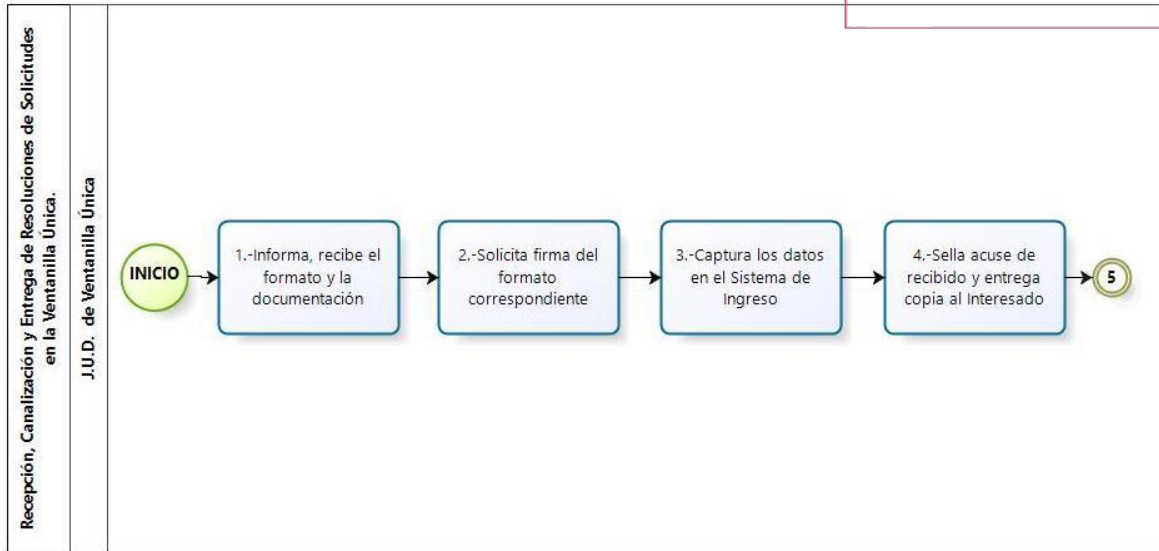 Recepción, Canalización y Entrega de Resoluciones de Solicitudes
en la Ventanilla Única.
J.U.D. de Ventanilla Única
INICIO
1.-Informa, recibe el
formato y la
documentación
2.-Solicita firma del
formato
correspondiente
3.-Captura los datos
en el Sistema de
Ingreso
4.-Sella acuse de
recibido y entrega
copia al Interesado
5